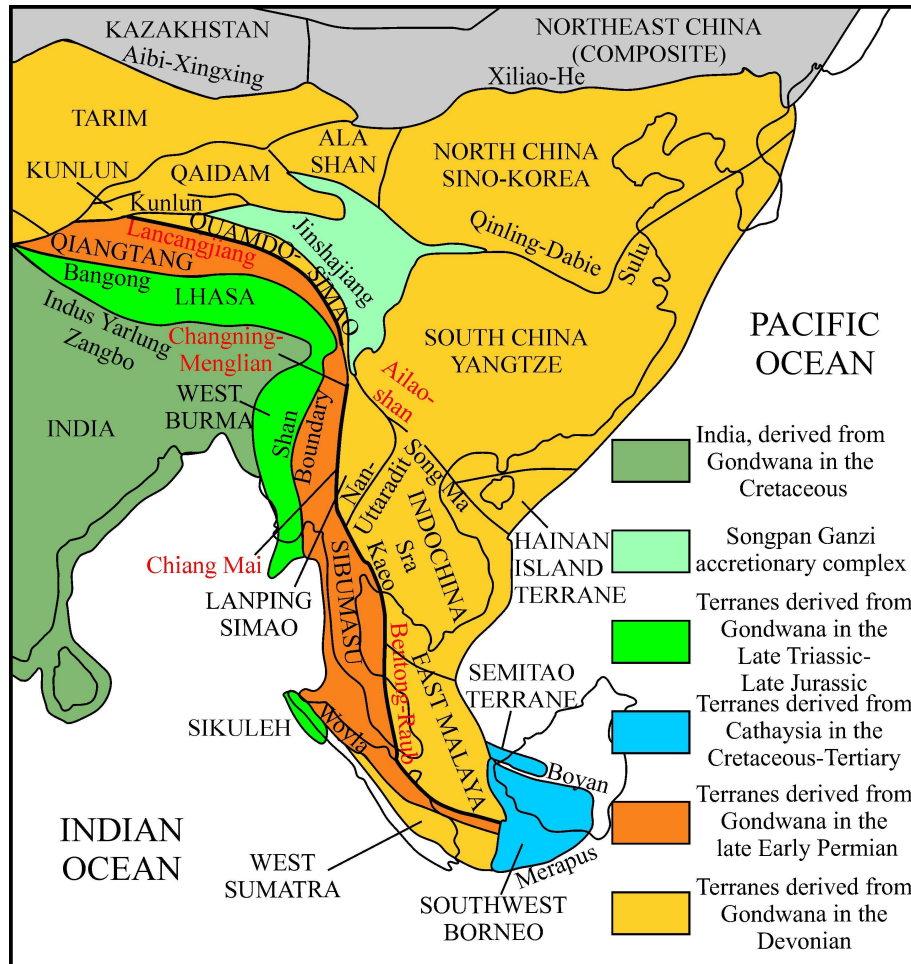 KAZAKHSTAN
Aibi-Xingxing
NORTHEAST CHINA
(COMPOSITE)
Xiliao-He
TARIM
ALA
SHAN
NORTH CHINA
SINO-KOREA
KUNLUN
QAIDAM
Kunlun
QUAMDO-
SIMAO
Jinshajiang
Qinling-Dabie
Sulu
Lancangjiang
QIANGTANG
Bangong
LHASA
Indus Yarlung
Zangbo
Changning-
Menglian
SOUTH CHINA
YANGTZE
PACIFIC
OCEAN
WEST
BURMA
Ailao-
shan
INDIA
Shan
Boundary
Nan-
Uttaradit
Song Ma
INDOCHINA
Sra
Kaeo
HAINAN
ISLAND
TERRANE
Chiang Mai
LANPING
SIMAO
SIBUMASU
Bentong-Raub
EAST MALAYA
SEMITAO
TERRANE
SIKULEH
Woyla
Boyan
INDIAN
OCEAN
WEST
SUMATRA
Merapus
SOUTHWEST
BORNEO
India, derived from
Gondwana in the
Cretaceous
Songpan Ganzi
accretionary complex
Terranes derived from
Gondwana in the
Late Triassic-
Late Jurassic
Terranes derived from
Cathaysia in the
Cretaceous-Tertiary
Terranes derived from
Gondwana in the
late Early Permian
Terranes derived from
Gondwana in the
Devonian